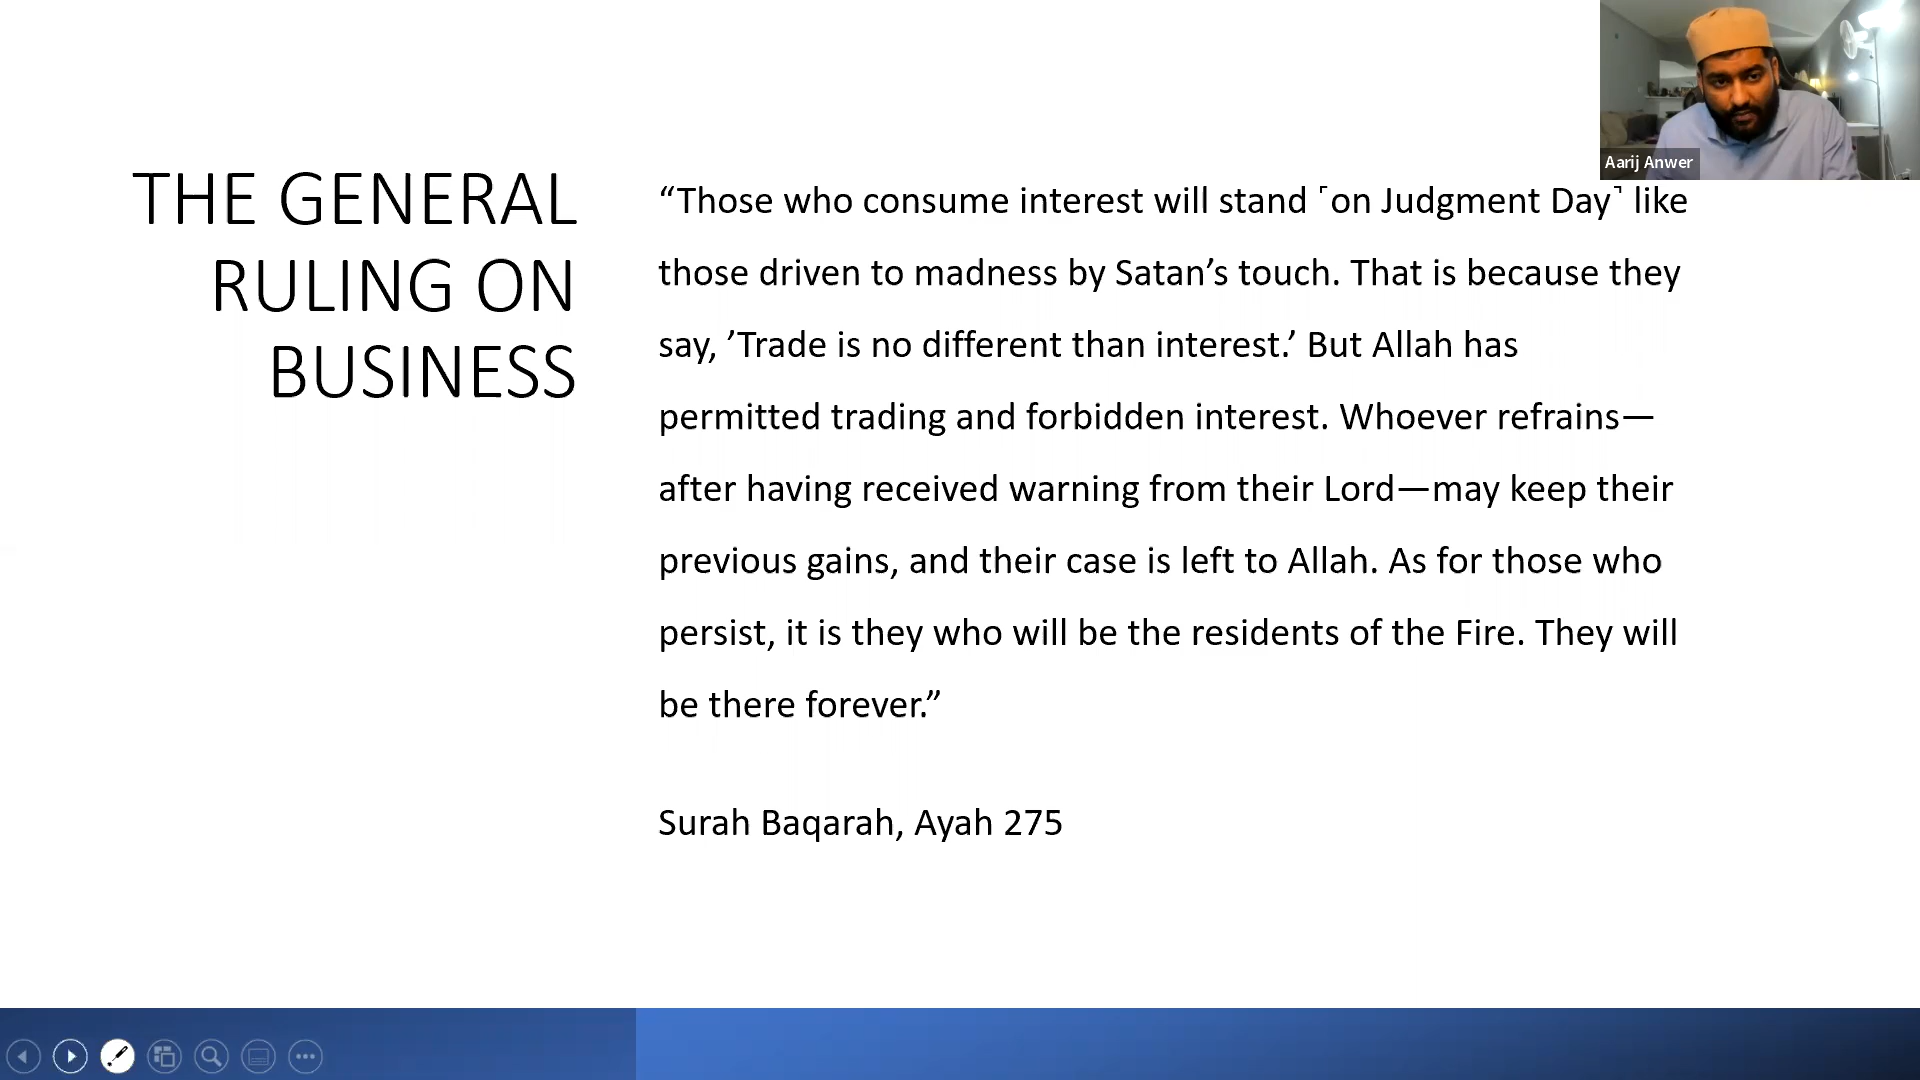 THE GENERAL
RULING ON
BUSINESS
“Those who consume interest will stand ˹on Judgment Day˺ like
those driven to madness by Satan’s touch. That is because they
say, ’Trade is no different than interest.’ But Allah has
permitted trading and forbidden interest. Whoever refrains—
after having received warning from their Lord—may keep their
previous gains, and their case is left to Allah. As for those who
persist, it is they who will be the residents of the Fire. They will
be there forever.”
Surah Baqarah, Ayah 275
Aarij Anwer